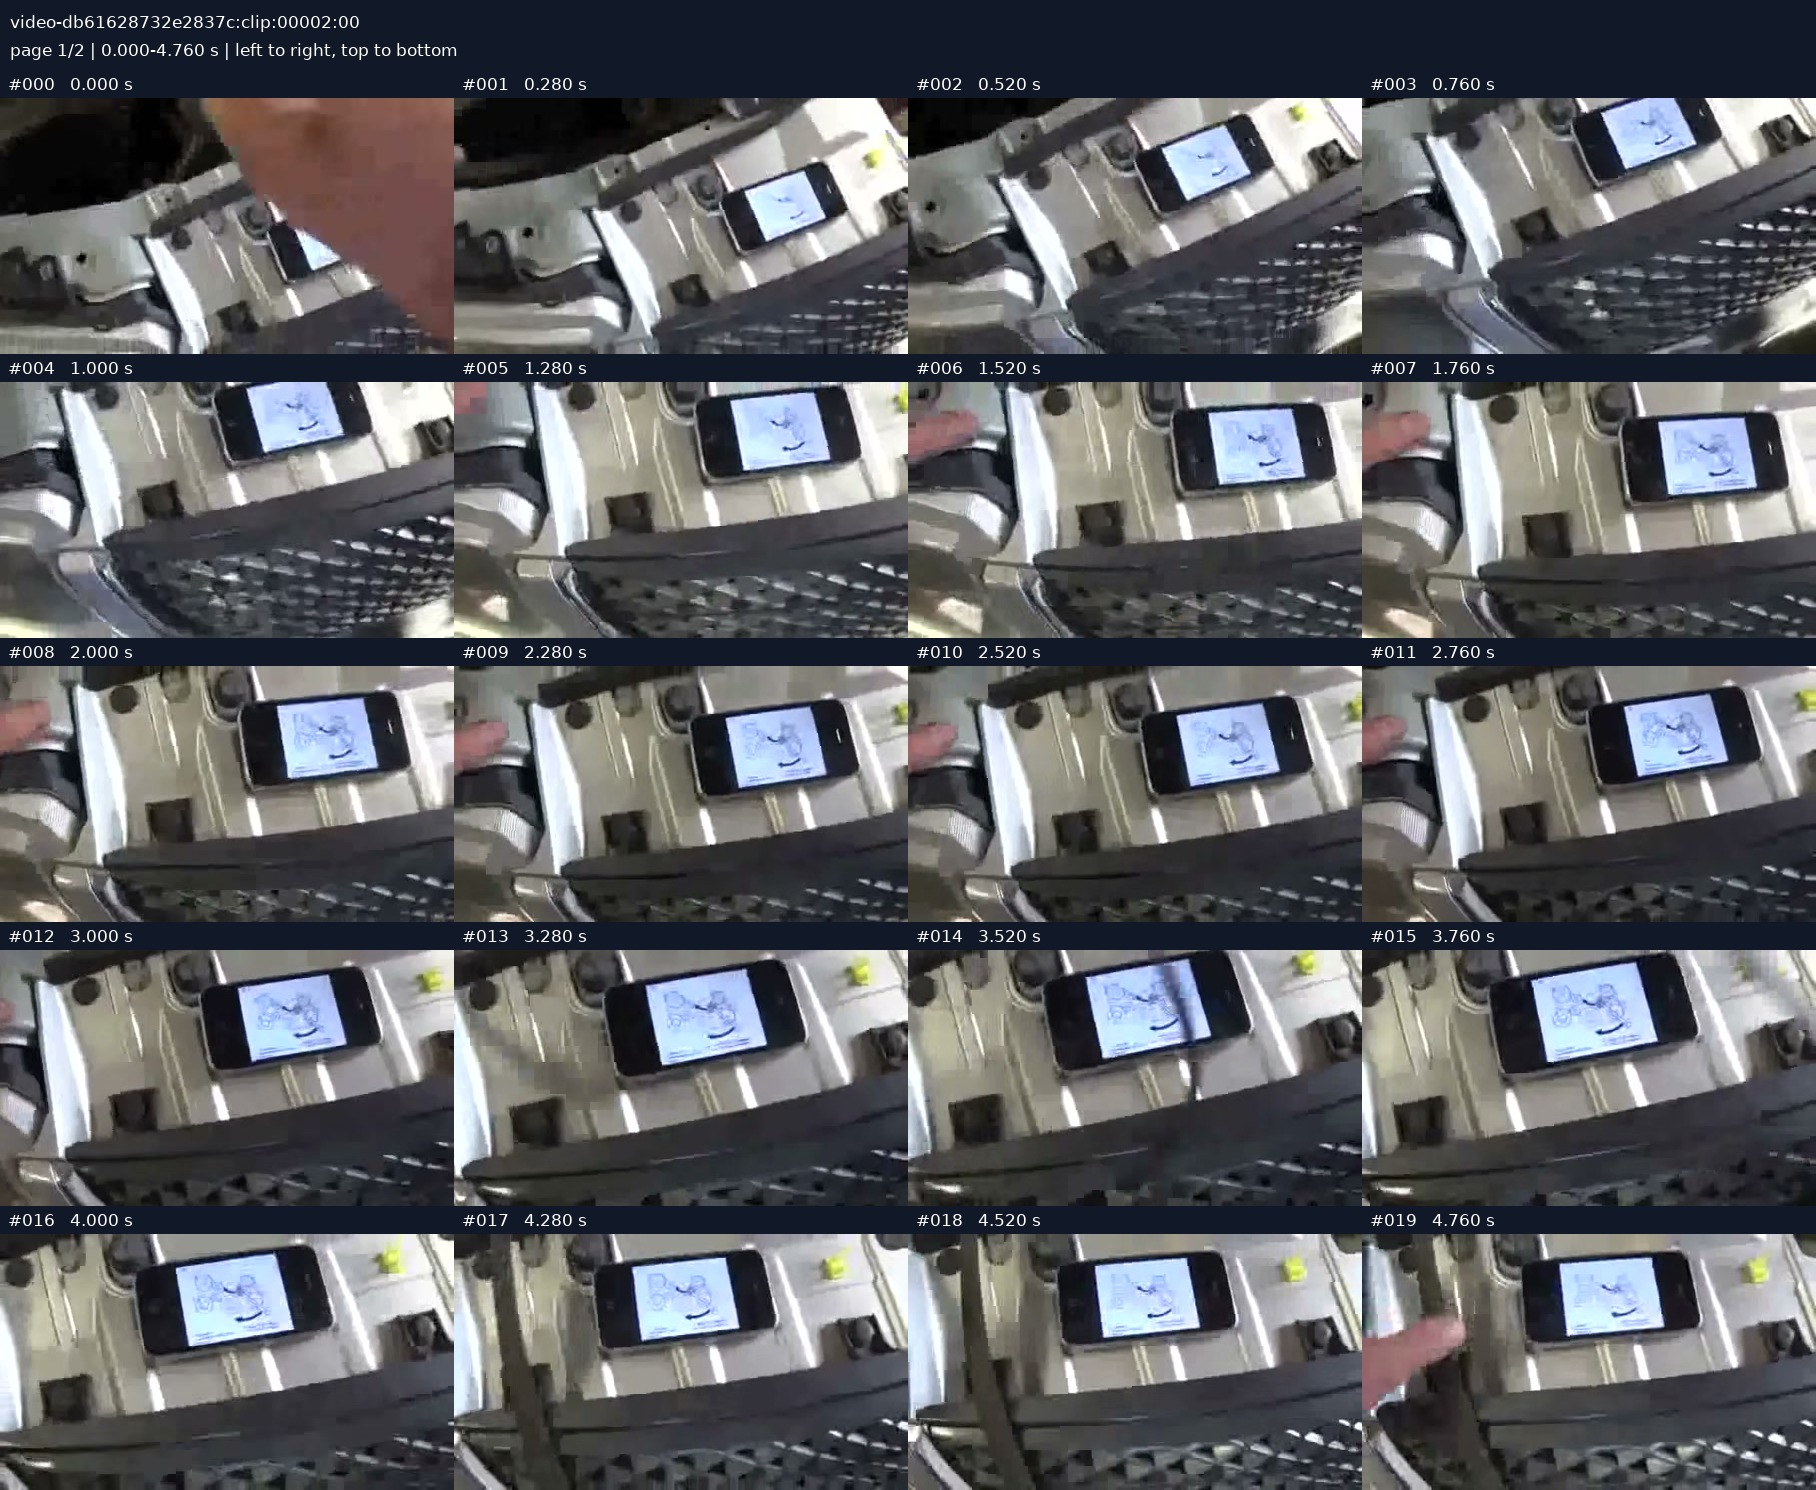 video-db61628732e2837c:clip:00002:00
page 1/2 | 0.000-4.760 s | left to right, top to bottom
#000 0.000 s
#001 0.280 s
#002 0.520 s
#003 0.760 s
#004 1.000 s
#005 1.280 s
#006 1.520 s
#007 1.760 s
#008 2.000 s
#009 2.280 s
#010 2.520 s
#011 2.760 s
#012 3.000 s
#013 3.280 s
#014 3.520 s
#015 3.760 s
#016 4.000 s
#017 4.280 s
#018 4.520 s
#019 4.760 s